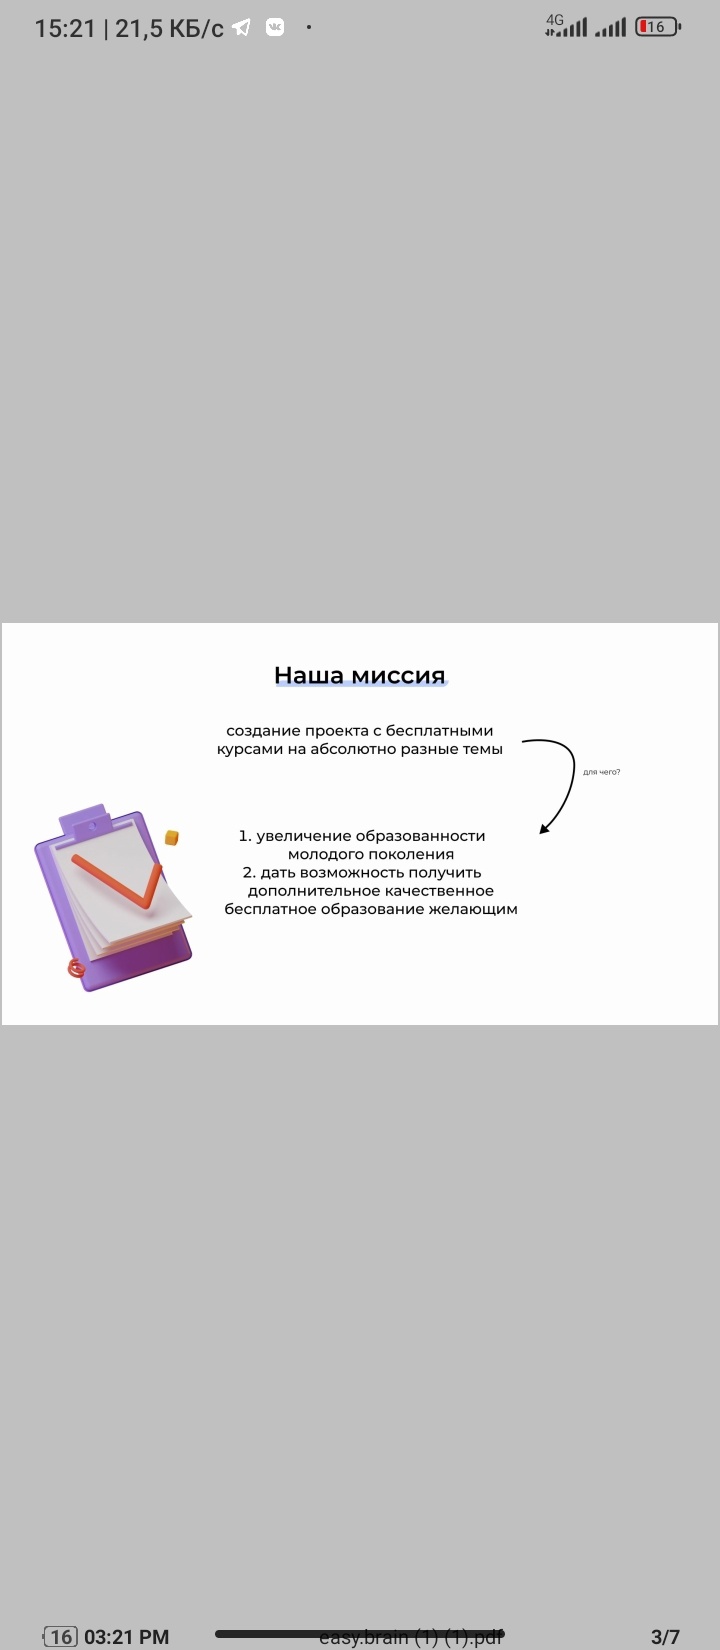 15:21 | 21,5 КБ/с
4G
16
Наша миссия
создание проекта с бесплатными
курсами на абсолютно разные темы
для чего?
1. увеличение образованности
молодого поколения
2. дать возможность получить
дополнительное качественное
бесплатное образование желающим
16 03:21 PM
easy.brain (1) (1).pdf
3/7